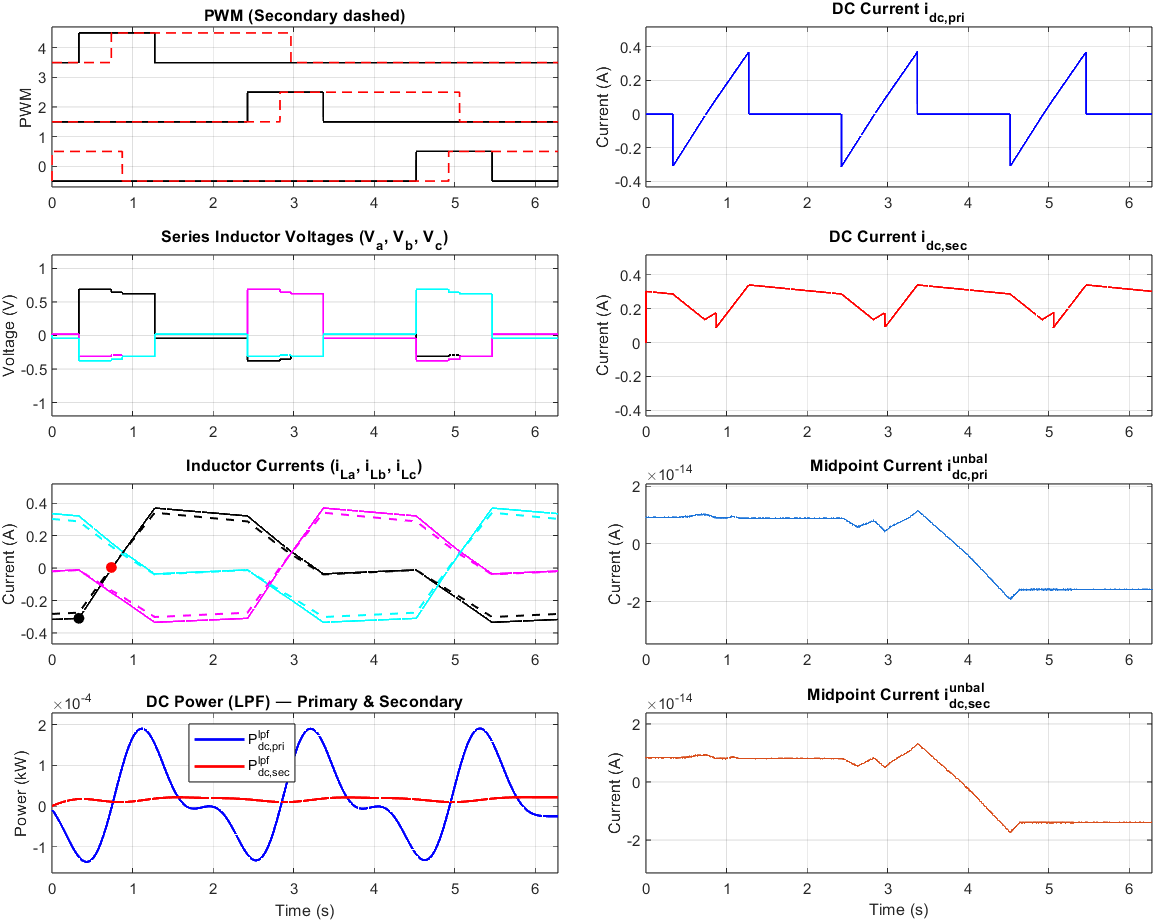 PWM (Secondary dashed)
PWM
4
3
2
1
0
0 1 2 3 4 5 6
DC Current i_dc,pri
Current (A)
0.4
0.2
0
-0.2
-0.4
0 1 2 3 4 5 6
Series Inductor Voltages (V_a, V_b, V_c)
Voltage (V)
1
0.5
0
-0.5
-1
0 1 2 3 4 5 6
DC Current i_dc,sec
Current (A)
0.4
0.2
0
-0.2
-0.4
0 1 2 3 4 5 6
Inductor Currents (i_La, i_Lb, i_Lc)
Current (A)
0.4
0.2
0
-0.2
-0.4
0 1 2 3 4 5 6
Midpoint Current i_dc,pri^unbal
×10^-14
Current (A)
2
0
-2
0 1 2 3 4 5 6
DC Power (LPF) — Primary & Secondary
×10^-4
Power (kW)
2
1
0
-1
P_dc,pri^lpf
P_dc,sec^lpf
0 1 2 3 4 5 6
Time (s)
Midpoint Current i_dc,sec^unbal
×10^-14
Current (A)
2
0
-2
0 1 2 3 4 5 6
Time (s)